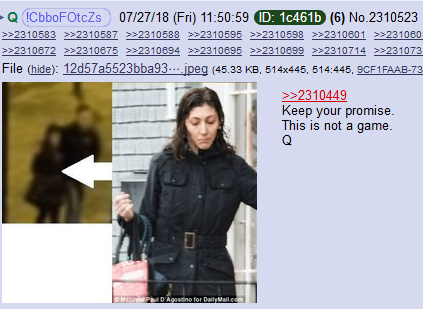 Q !CbboFOtcZs 07/27/18 (Fri) 11:50:59 ID: 1c461b (6) No.2310523
>>2310583 >>2310587 >>2310588 >>2310595 >>2310598 >>2310601 >>231060
>>2310672 >>2310675 >>2310694 >>2310695 >>2310699 >>2310714 >>231073
File (hide): 12d57a5523bba93⋯.jpeg (45.33 KB, 514x445, 514:445, 9CF1FAAB-73
>>2310449
Keep your promise.
This is not a game.
Q
© Matthew Paul D'Agostino for DailyMail.com